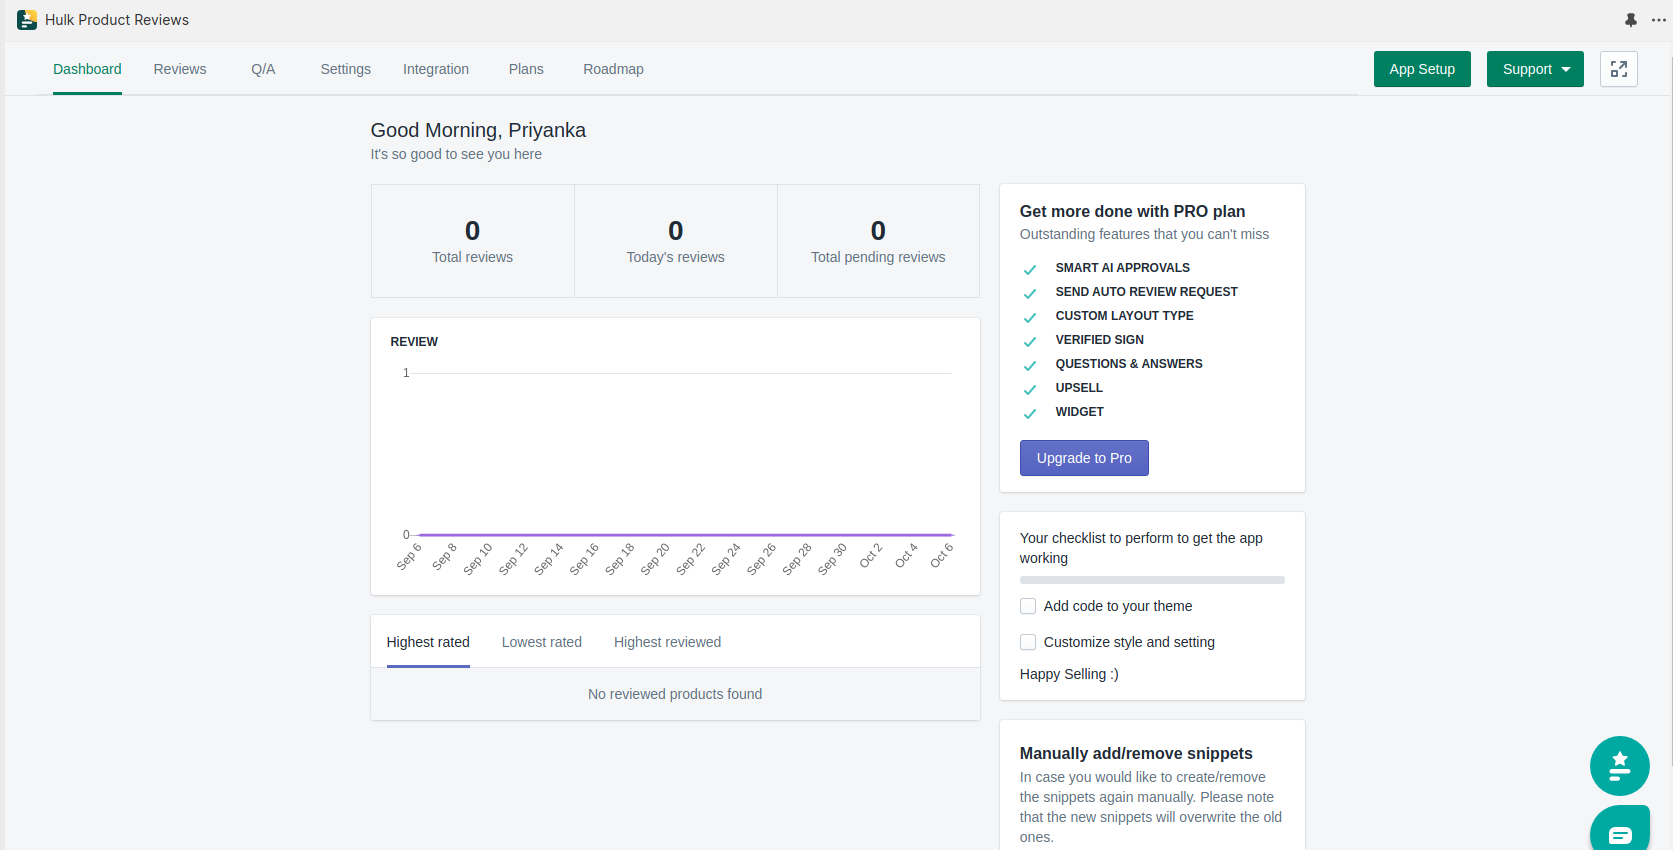 Hulk Product Reviews
Dashboard Reviews Q/A Settings Integration Plans Roadmap App Setup Support
Good Morning, Priyanka
It's so good to see you here
0 0 0
Total reviews Today's reviews Total pending reviews
REVIEW
1
0
Sep 6 Sep 8 Sep 10 Sep 12 Sep 14 Sep 16 Sep 18 Sep 20 Sep 22 Sep 24 Sep 26 Sep 28 Sep 30 Oct 2 Oct 4 Oct 6
Highest rated Lowest rated Highest reviewed
No reviewed products found
Get more done with PRO plan
Outstanding features that you can't miss
SMART AI APPROVALS
SEND AUTO REVIEW REQUEST
CUSTOM LAYOUT TYPE
VERIFIED SIGN
QUESTIONS & ANSWERS
UPSELL
WIDGET
Upgrade to Pro
Your checklist to perform to get the app
working
Add code to your theme
Customize style and setting
Happy Selling :)
Manually add/remove snippets
In case you would like to create/remove
the snippets again manually. Please note
that the new snippets will overwrite the old
ones.